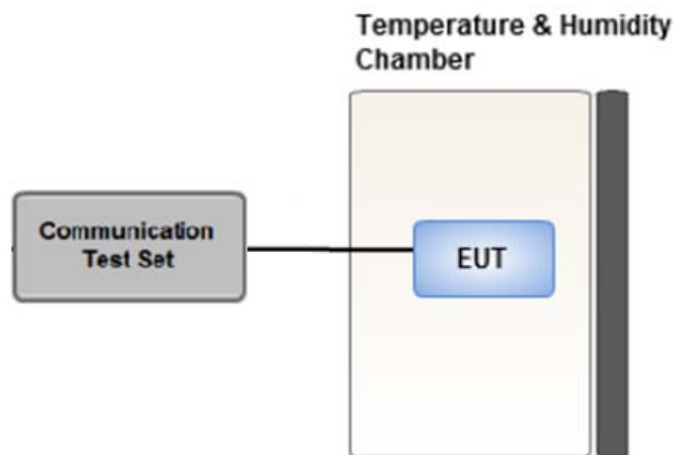 Temperature & Humidity
Chamber
Communication
Test Set
EUT